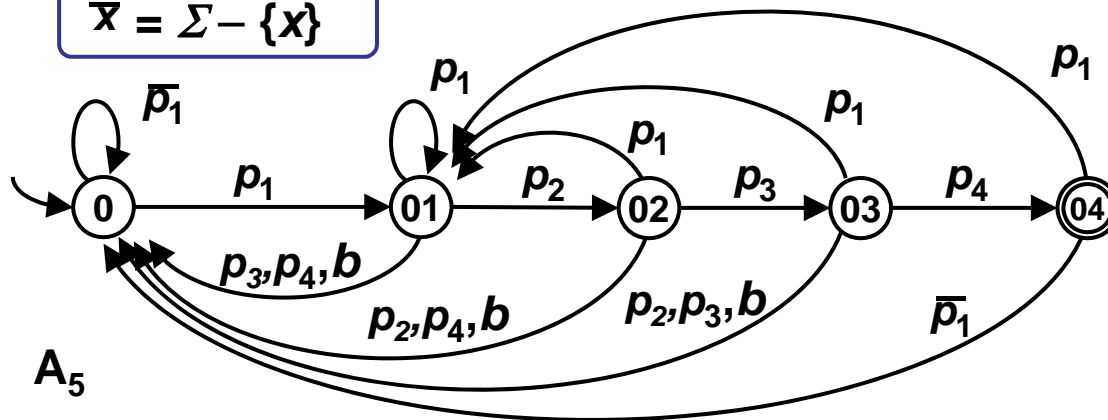 x̅ = Σ – {x}
p̅₁
p₁
p₁
p₁
p₁
p₁
p₂
p₃
p₄
0
01
02
03
04
p₃,p₄,b
p₂,p₄,b
p₂,p₃,b
p̅₁
A₅